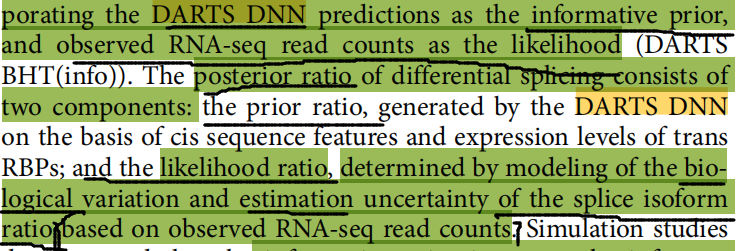 porating the DARTS DNN predictions as the informative prior,
and observed RNA-seq read counts as the likelihood (DARTS
BHT(info)). The posterior ratio of differential splicing consists of
two components: the prior ratio, generated by the DARTS DNN
on the basis of cis sequence features and expression levels of trans
RBPs; and the likelihood ratio, determined by modeling of the bio-
logical variation and estimation uncertainty of the splice isoform
ratio based on observed RNA-seq read counts. Simulation studies